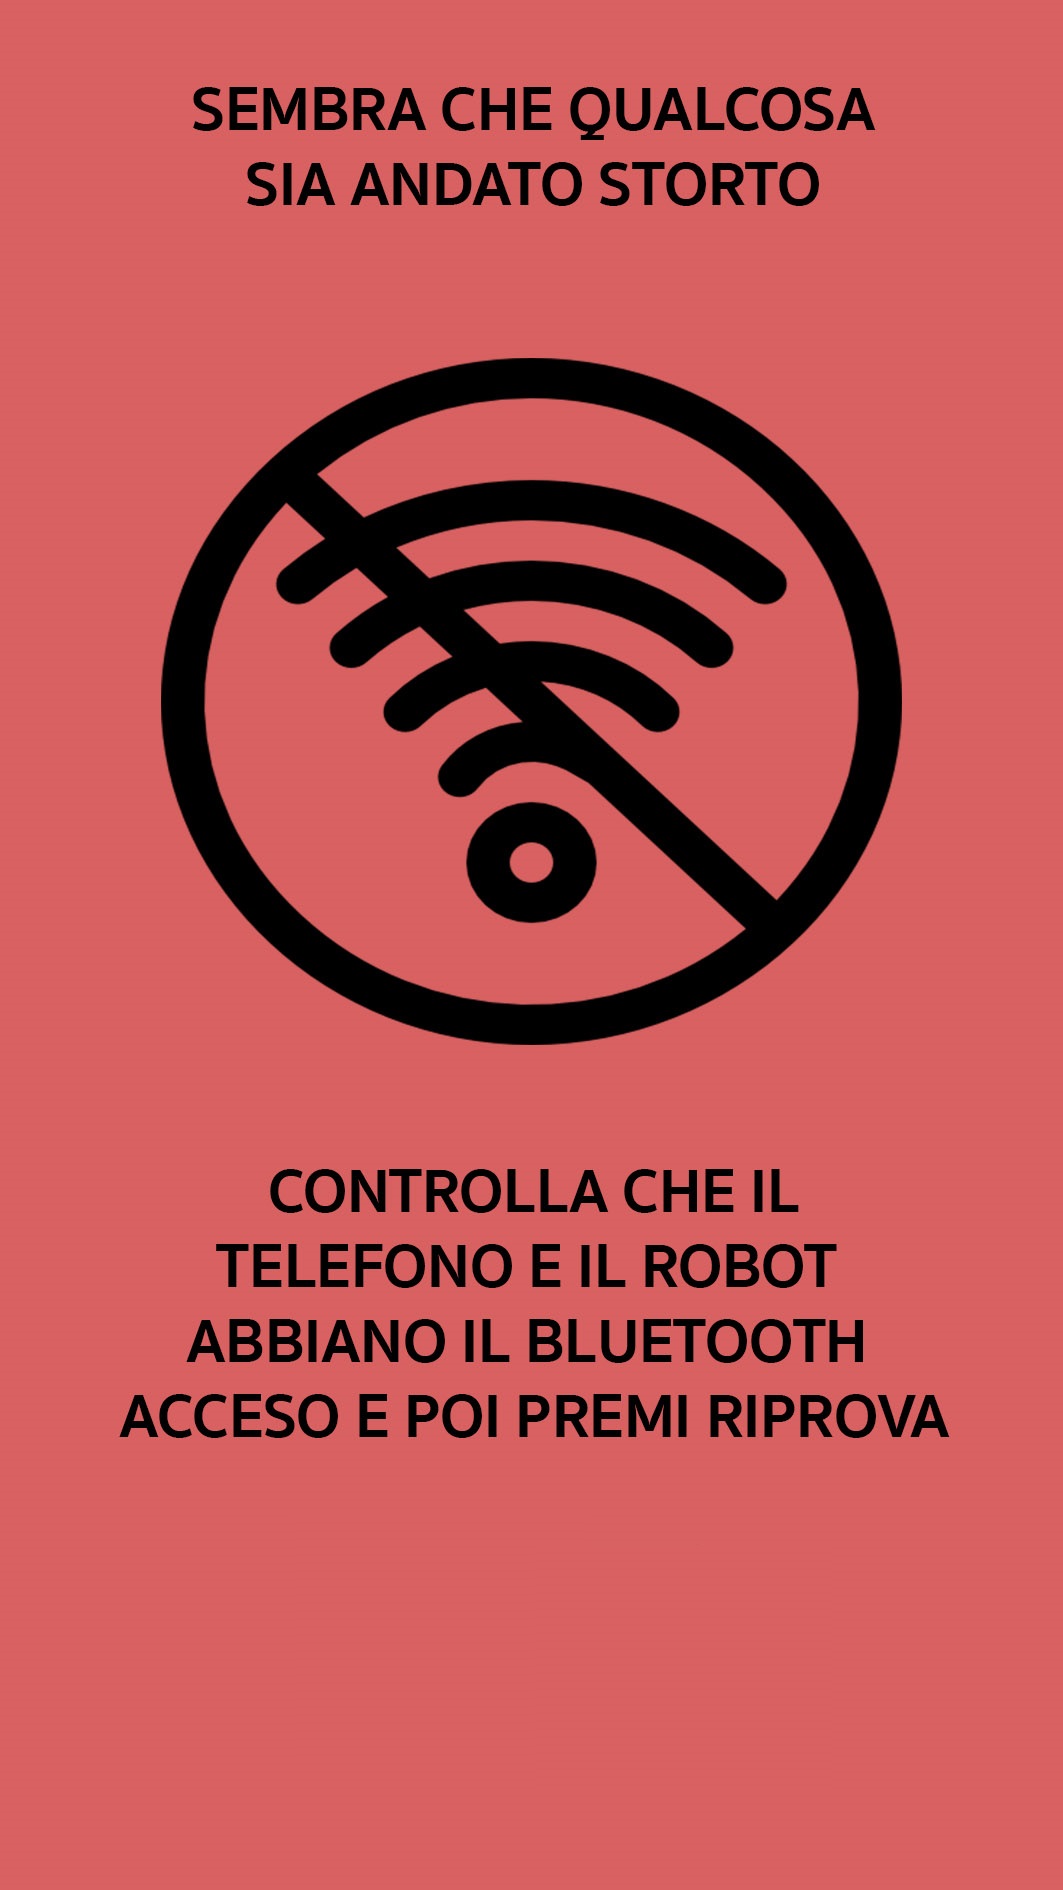 SEMBRA CHE QUALCOSA
SIA ANDATO STORTO
CONTROLLA CHE IL
TELEFONO E IL ROBOT
ABBIANO IL BLUETOOTH
ACCESO E POI PREMI RIPROVA